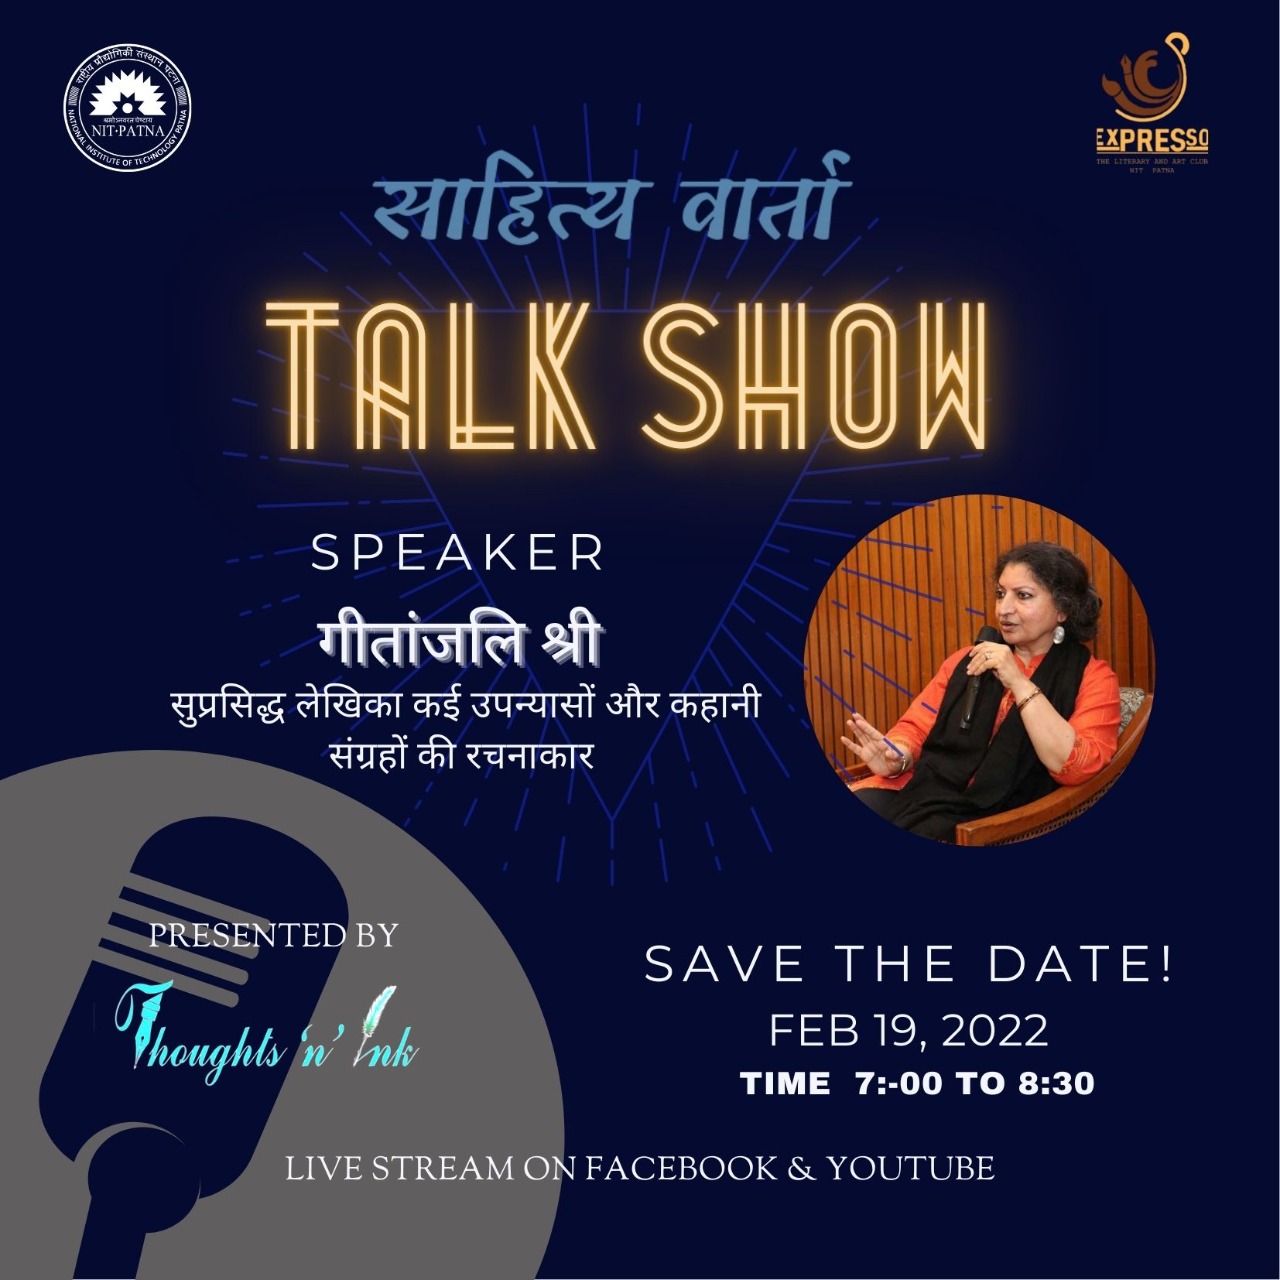 राष्ट्रीय प्रौद्योगिकी संस्थान पटना
NIT-PATNA
NATIONAL INSTITUTE OF TECHNOLOGY PATNA
EXPRESSO
THE LITERARY AND ART CLUB
NIT PATNA
साहित्य वार्ता
TALK SHOW
SPEAKER
गीतांजलि श्री
सुप्रसिद्ध लेखिका कई उपन्यासों और कहानी
संग्रहों की रचनाकार
PRESENTED BY
Thoughts 'n' Ink
SAVE THE DATE!
FEB 19, 2022
TIME 7:-00 TO 8:30
LIVE STREAM ON FACEBOOK & YOUTUBE